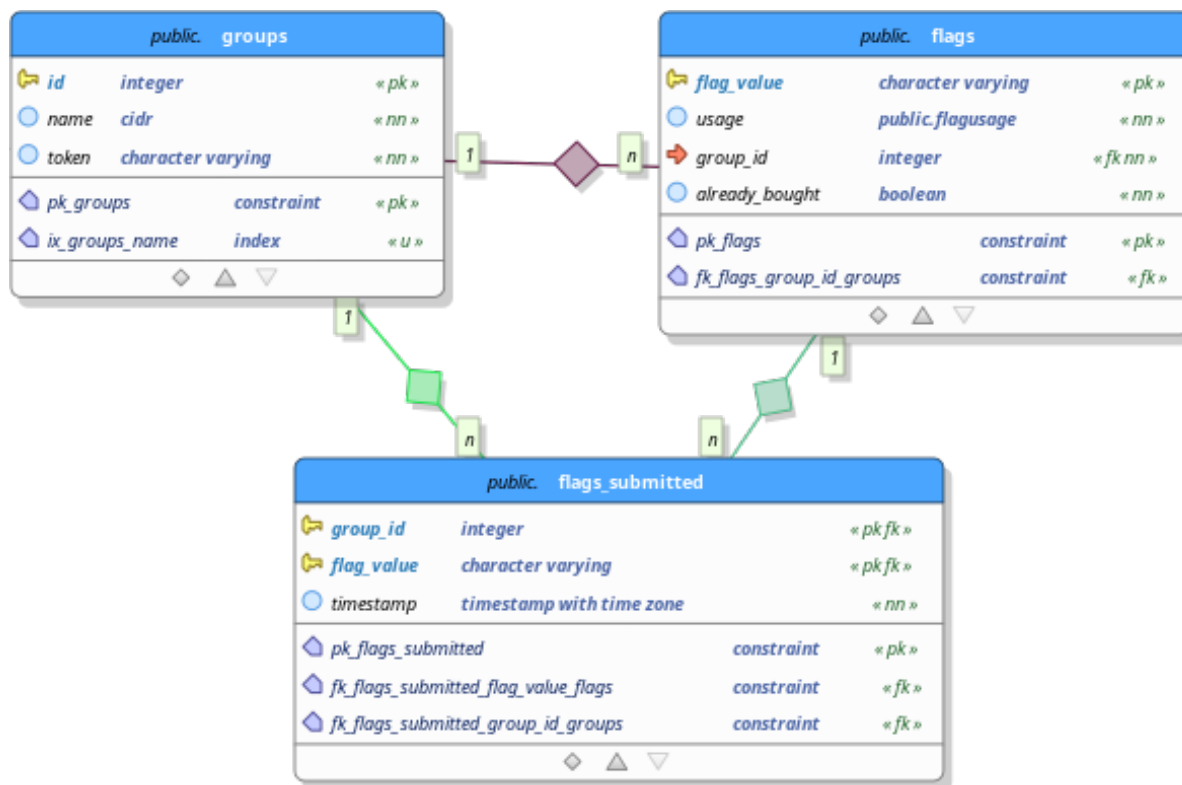 public. groups
id integer « pk »
name cidr « nn »
token character varying « nn »
pk_groups constraint « pk »
ix_groups_name index « u »
public. flags
flag_value character varying « pk »
usage public.flagusage « nn »
group_id integer « fk nn »
already_bought boolean « nn »
pk_flags constraint « pk »
fk_flags_group_id_groups constraint « fk »
1
n
1
n
1
n
public. flags_submitted
group_id integer « pk fk »
flag_value character varying « pk fk »
timestamp timestamp with time zone « nn »
pk_flags_submitted constraint « pk »
fk_flags_submitted_flag_value_flags constraint « fk »
fk_flags_submitted_group_id_groups constraint « fk »